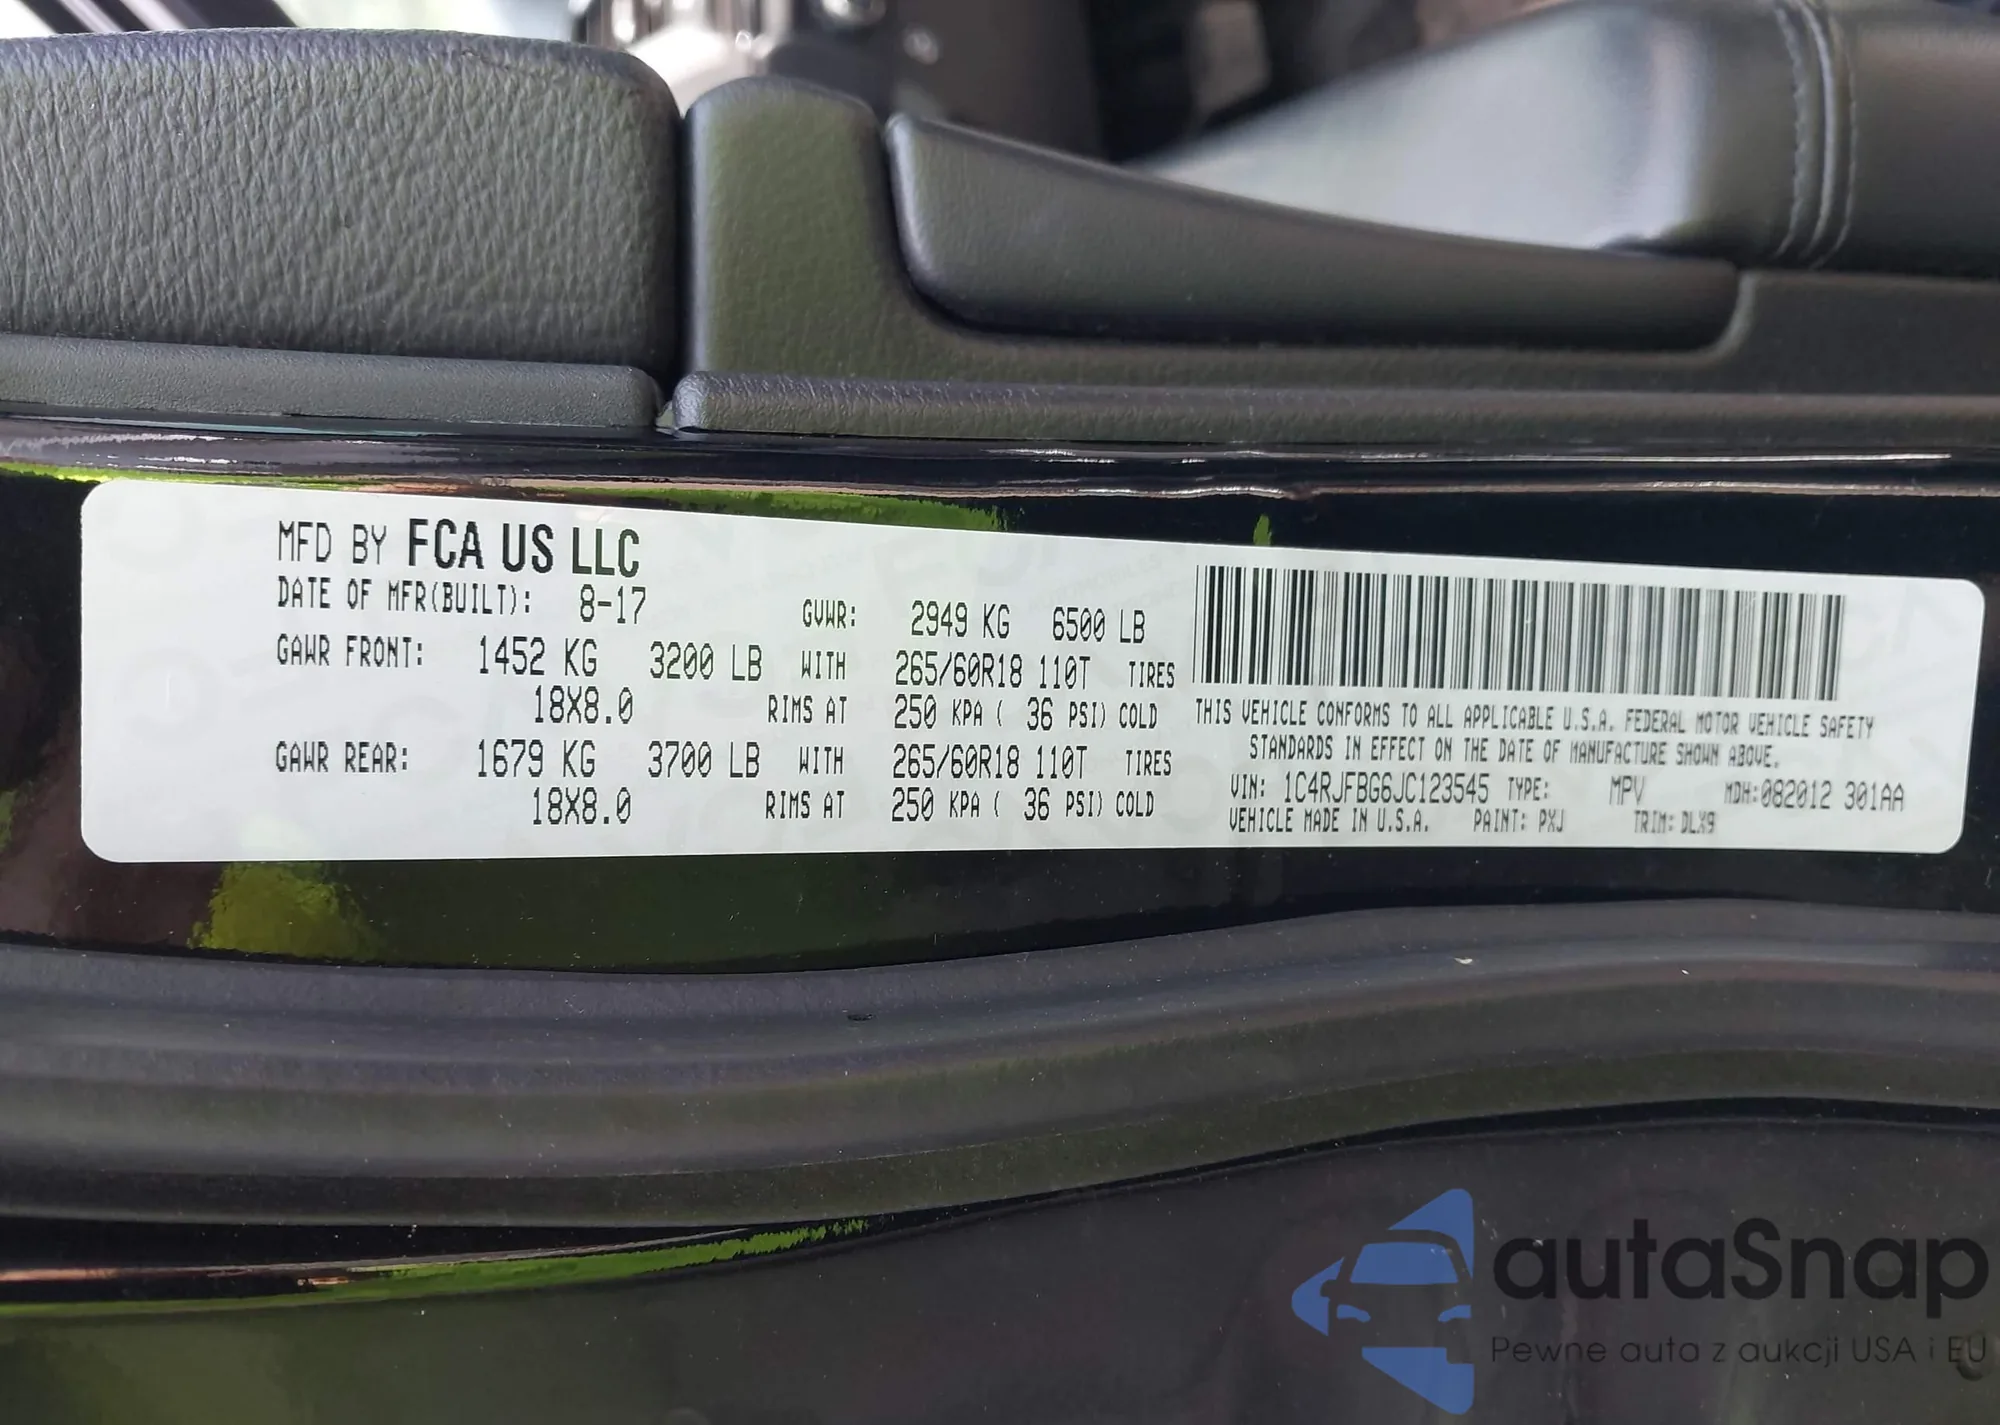 MFD BY FCA US LLC
DATE OF MFR(BUILT): 8-17 GVWR: 2949 KG 6500 LB
GAWR FRONT: 1452 KG 3200 LB WITH 265/60R18 110T TIRES
18X8.0 RIMS AT 250 KPA ( 36 PSI) COLD
GAWR REAR: 1679 KG 3700 LB WITH 265/60R18 110T TIRES
18X8.0 RIMS AT 250 KPA ( 36 PSI) COLD
THIS VEHICLE CONFORMS TO ALL APPLICABLE U.S.A. FEDERAL MOTOR VEHICLE SAFETY
STANDARDS IN EFFECT ON THE DATE OF MANUFACTURE SHOWN ABOVE.
VIN: 1C4RJFBG6JC123545 TYPE: MPV MDH:082012 301AA
VEHICLE MADE IN U.S.A. PAINT: PXJ TRIM: DLX9
autaSnap
Pewne auta z aukcji USA i EU